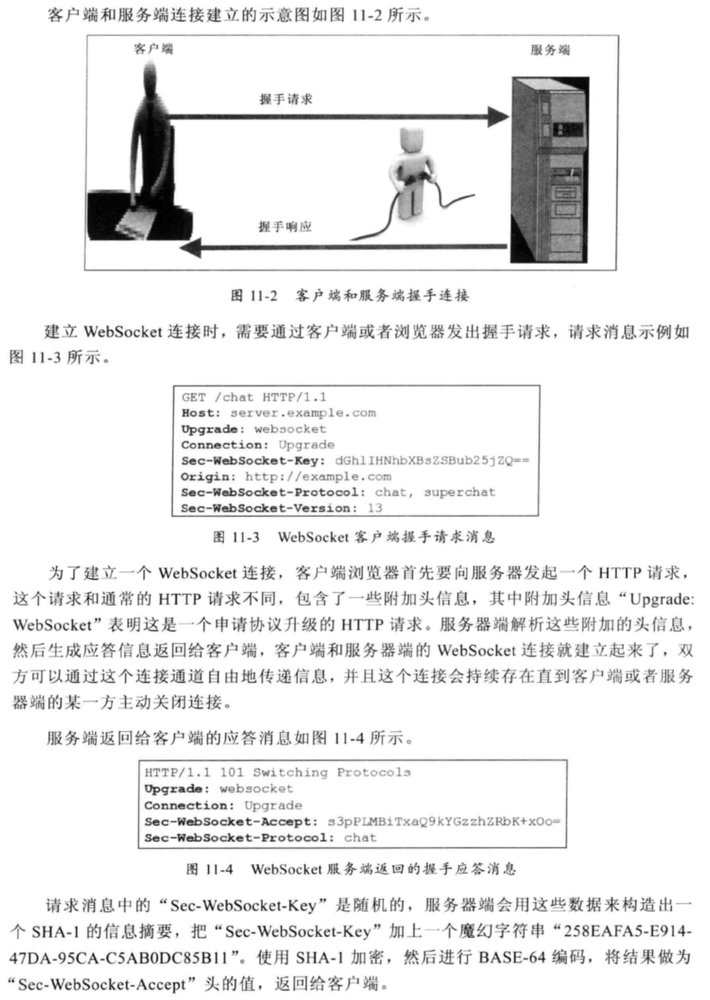 客户端和服务端连接建立的示意图如图 11-2 所示。
客户端
服务端
握手请求
握手响应
图 11-2 客户端和服务端握手连接
建立 WebSocket 连接时，需要通过客户端或者浏览器发出握手请求，请求消息示例如
图 11-3 所示。
GET /chat HTTP/1.1
Host: server.example.com
Upgrade: websocket
Connection: Upgrade
Sec-WebSocket-Key: dGhlIHNhbXBsZSBub25jZQ==
Origin: http://example.com
Sec-WebSocket-Protocol: chat, superchat
Sec-WebSocket-Version: 13
图 11-3 WebSocket 客户端握手请求消息
为了建立一个 WebSocket 连接，客户端浏览器首先要向服务器发起一个 HTTP 请求，
这个请求和通常的 HTTP 请求不同，包含了一些附加头信息，其中附加头信息“Upgrade:
WebSocket”表明这是一个申请协议升级的 HTTP 请求。服务器端解析这些附加的头信息，
然后生成应答信息返回给客户端，客户端和服务器端的 WebSocket 连接就建立起来了，双
方可以通过这个连接通道自由地传递信息，并且这个连接会持续存在直到客户端或者服务
器端的某一方主动关闭连接。
服务端返回给客户端的应答消息如图 11-4 所示。
HTTP/1.1 101 Switching Protocols
Upgrade: websocket
Connection: Upgrade
Sec-WebSocket-Accept: s3pPLMBiTxaQ9kYGzzhZRbK+xOo=
Sec-WebSocket-Protocol: chat
图 11-4 WebSocket 服务端返回的握手应答消息
请求消息中的“Sec-WebSocket-Key”是随机的，服务器端会用这些数据来构造出一
个 SHA-1 的信息摘要，把“Sec-WebSocket-Key”加上一个魔幻字符串“258EAFA5-E914-
47DA-95CA-C5AB0DC85B11”。使用 SHA-1 加密，然后进行 BASE-64 编码，将结果做为
“Sec-WebSocket-Accept”头的值，返回给客户端。